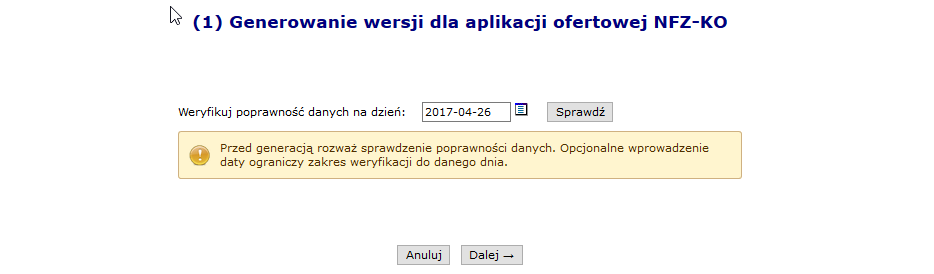 (1) Generowanie wersji dla aplikacji ofertowej NFZ-KO
Weryfikuj poprawność danych na dzień: 2017-04-26 Sprawdź
Przed generacją rozważ sprawdzenie poprawności danych. Opcjonalne wprowadzenie
daty ograniczy zakres weryfikacji do danego dnia.
Anuluj Dalej →